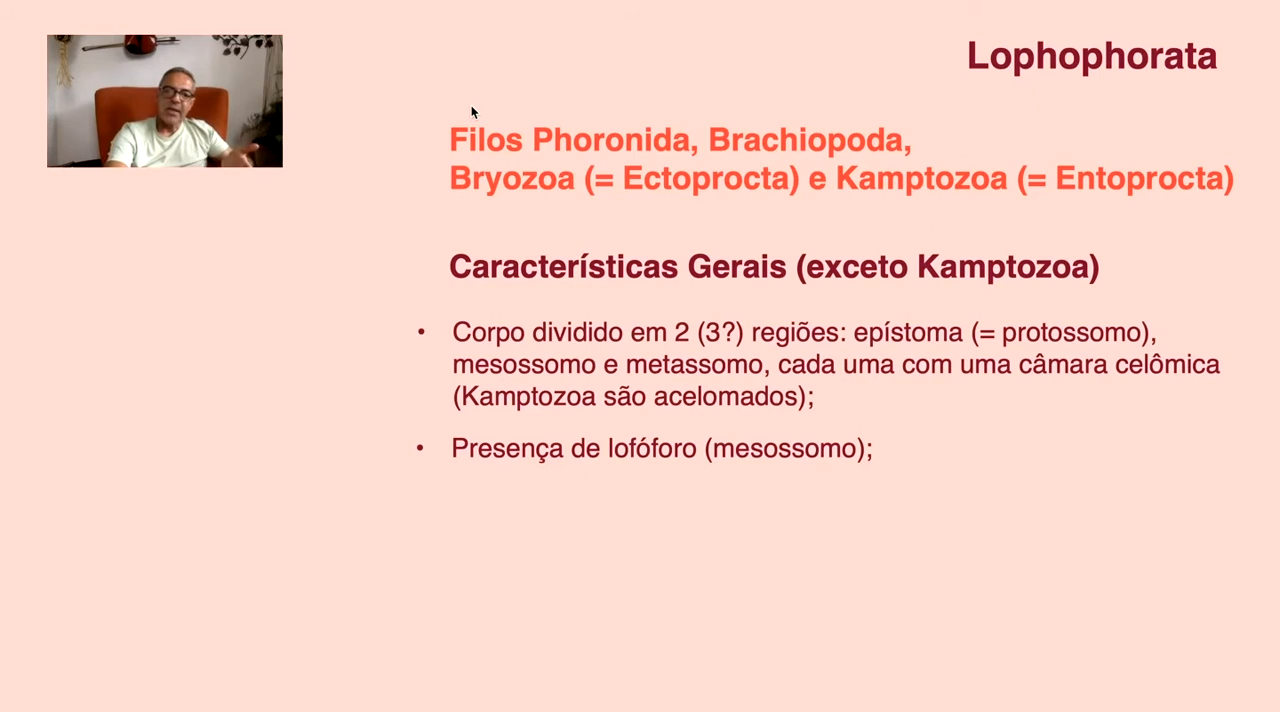 Lophophorata
Filos Phoronida, Brachiopoda,
Bryozoa (= Ectoprocta) e Kamptozoa (= Entoprocta)
Características Gerais (exceto Kamptozoa)
• Corpo dividido em 2 (3?) regiões: epístoma (= protossomo),
mesossomo e metassomo, cada uma com uma câmara celômica
(Kamptozoa são acelomados);
• Presença de lofóforo (mesossomo);